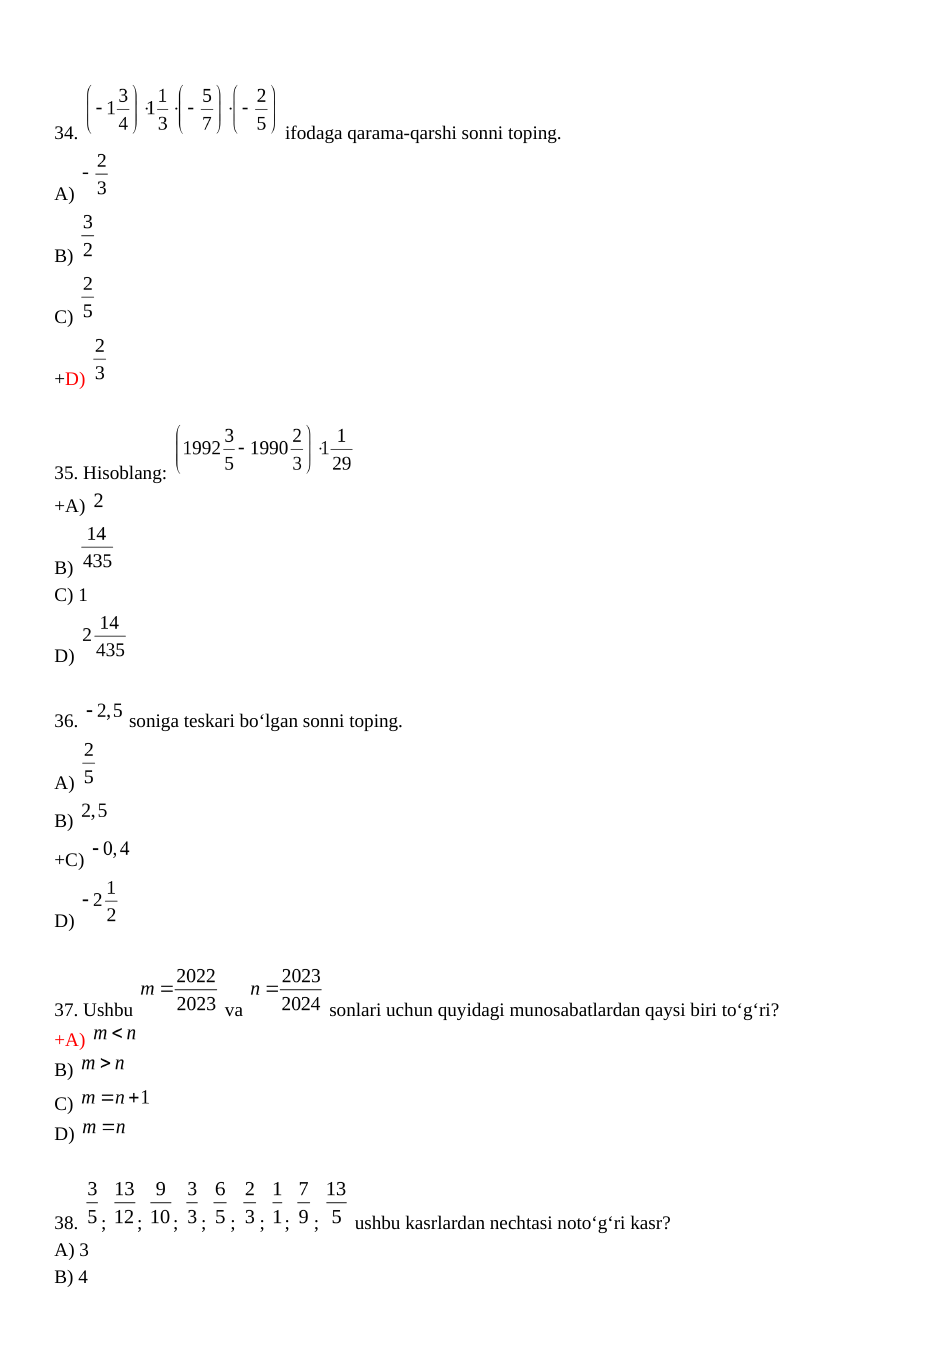 34. (-1 3/4)·1 1/3·(-5/7)·(-2/5) ifodaga qarama-qarshi sonni toping.
A) -2/3
B) 3/2
C) 2/5
+D) 2/3
35. Hisoblang: (1992 3/5 - 1990 2/3)·1 1/29
+A) 2
B) 14/435
C) 1
D) 2 14/435
36. -2,5 soniga teskari bo‘lgan sonni toping.
A) 2/5
B) 2,5
+C) -0,4
D) -2 1/2
37. Ushbu m = 2022/2023 va n = 2023/2024 sonlari uchun quyidagi munosabatlardan qaysi biri to‘g‘ri?
+A) m < n
B) m > n
C) m = n + 1
D) m = n
38. 3/5; 13/12; 9/10; 3/3; 6/5; 2/3; 1/1; 7/9; 13/5 ushbu kasrlardan nechtasi noto‘g‘ri kasr?
A) 3
B) 4